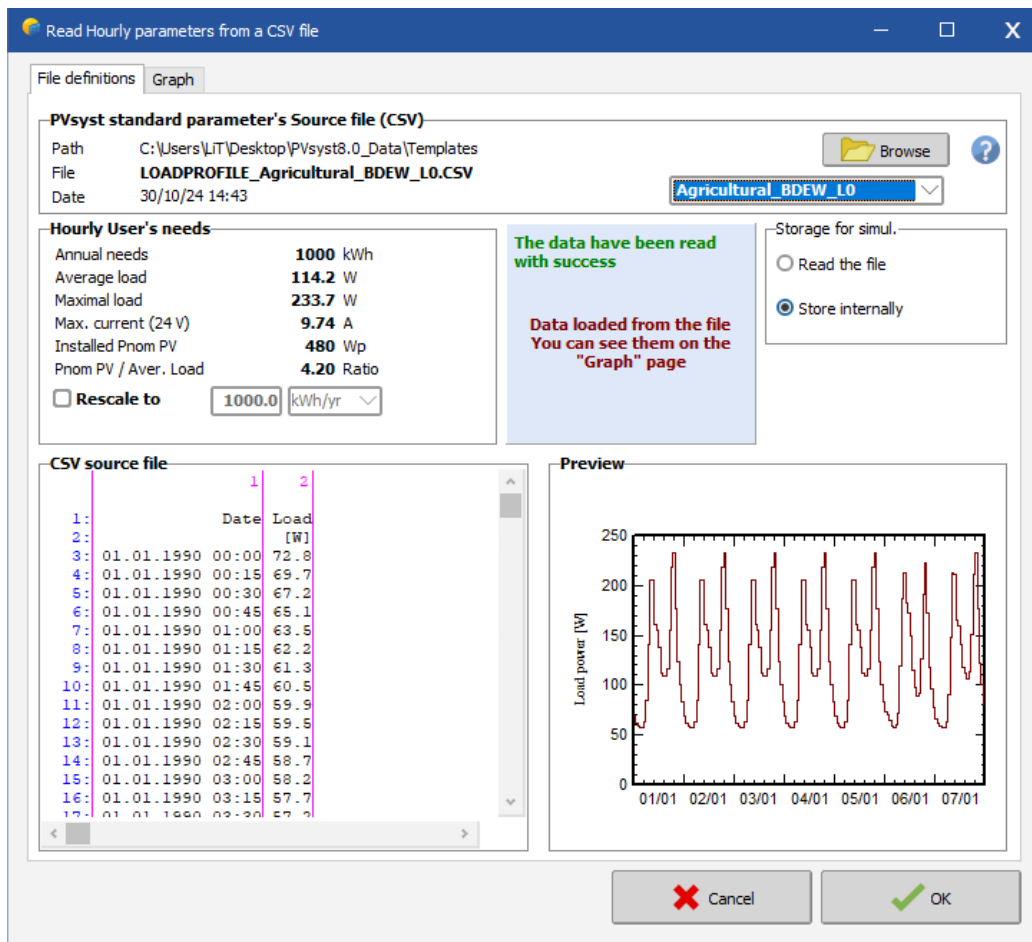 Read Hourly parameters from a CSV file
File definitions Graph
PVsyst standard parameter's Source file (CSV)
Path C:\Users\LiT\Desktop\PVsyst8.0_Data\Templates
Browse
File LOADPROFILE_Agricultural_BDEW_L0.CSV
Date 30/10/24 14:43
Agricultural_BDEW_L0
Hourly User's needs
Annual needs 1000 kWh
Average load 114.2 W
Maximal load 233.7 W
Max. current (24 V) 9.74 A
Installed Pnom PV 480 Wp
Pnom PV / Aver. Load 4.20 Ratio
Rescale to 1000.0 kWh/yr
The data have been read
with success
Data loaded from the file
You can see them on the
"Graph" page
Storage for simul.
Read the file
Store internally
CSV source file
1 2
1: Date Load
2: [W]
3: 01.01.1990 00:00 72.8
4: 01.01.1990 00:15 69.7
5: 01.01.1990 00:30 67.2
6: 01.01.1990 00:45 65.1
7: 01.01.1990 01:00 63.5
8: 01.01.1990 01:15 62.2
9: 01.01.1990 01:30 61.3
10: 01.01.1990 01:45 60.5
11: 01.01.1990 02:00 59.9
12: 01.01.1990 02:15 59.5
13: 01.01.1990 02:30 59.1
14: 01.01.1990 02:45 58.7
15: 01.01.1990 03:00 58.2
16: 01.01.1990 03:15 57.7
17: 01.01.1990 03:30 57.2
Preview
Load power [W]
250
200
150
100
50
0
01/01 02/01 03/01 04/01 05/01 06/01 07/01
Cancel
OK